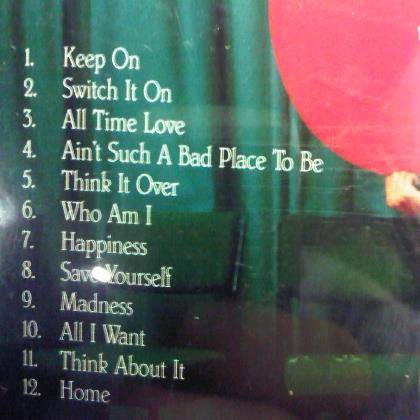 1. Keep On
2. Switch It On
3. All Time Love
4. Ain't Such A Bad Place To Be
5. Think It Over
6. Who Am I
7. Happiness
8. Save Yourself
9. Madness
10. All I Want
11. Think About It
12. Home